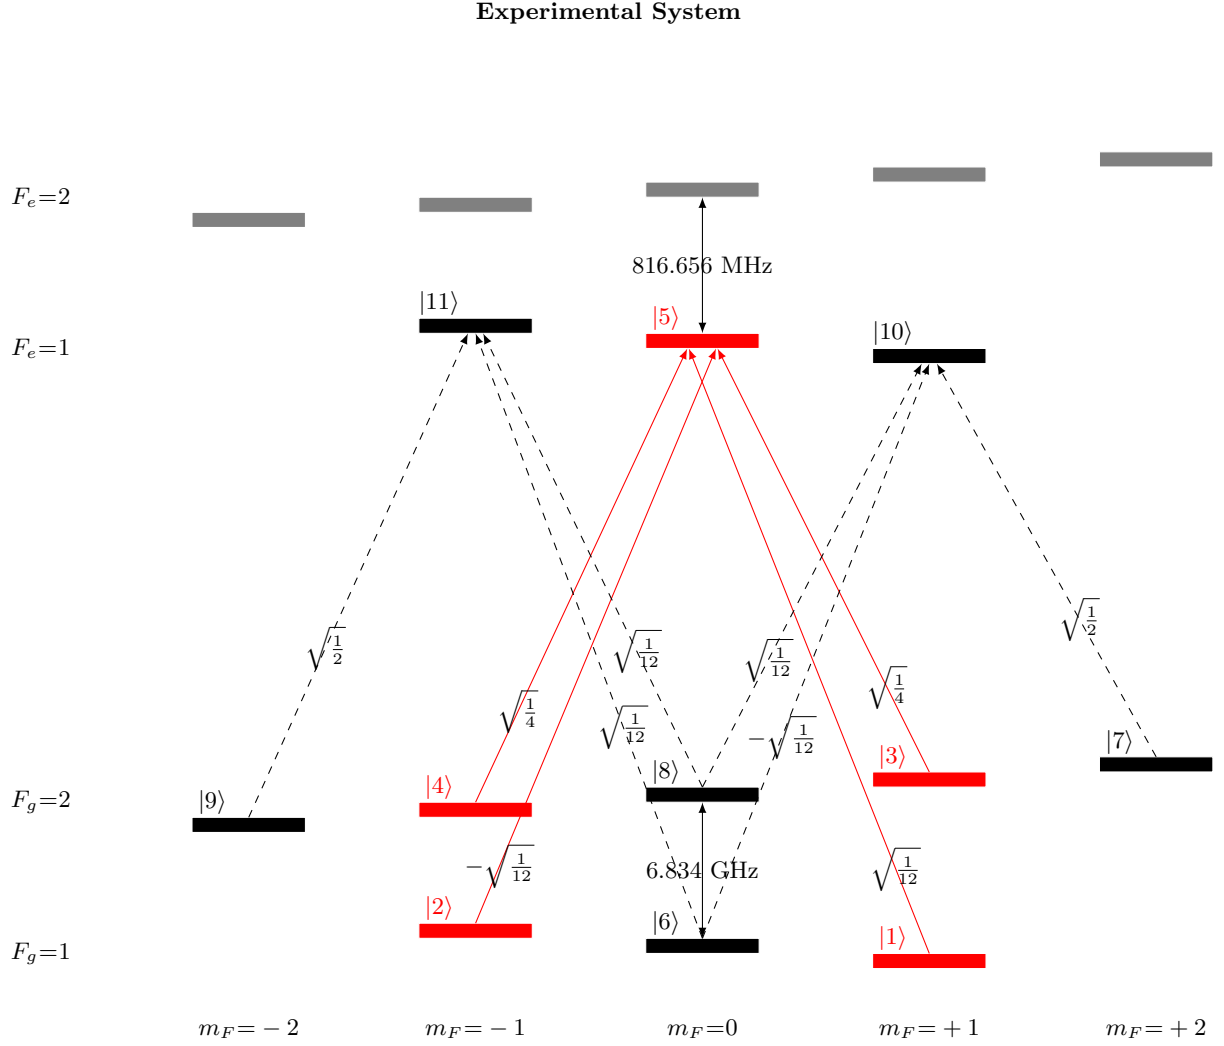 Experimental System
F_e=2
816.656 MHz
|11⟩
|5⟩
|10⟩
F_e=1
√1/2
√1/12
√1/12
√1/2
√1/4
√1/12
−√1/12
√1/4
|9⟩
|4⟩
|8⟩
|3⟩
|7⟩
F_g=2
−√1/12
6.834 GHz
√1/12
|2⟩
|6⟩
|1⟩
F_g=1
m_F=−2 m_F=−1 m_F=0 m_F=+1 m_F=+2